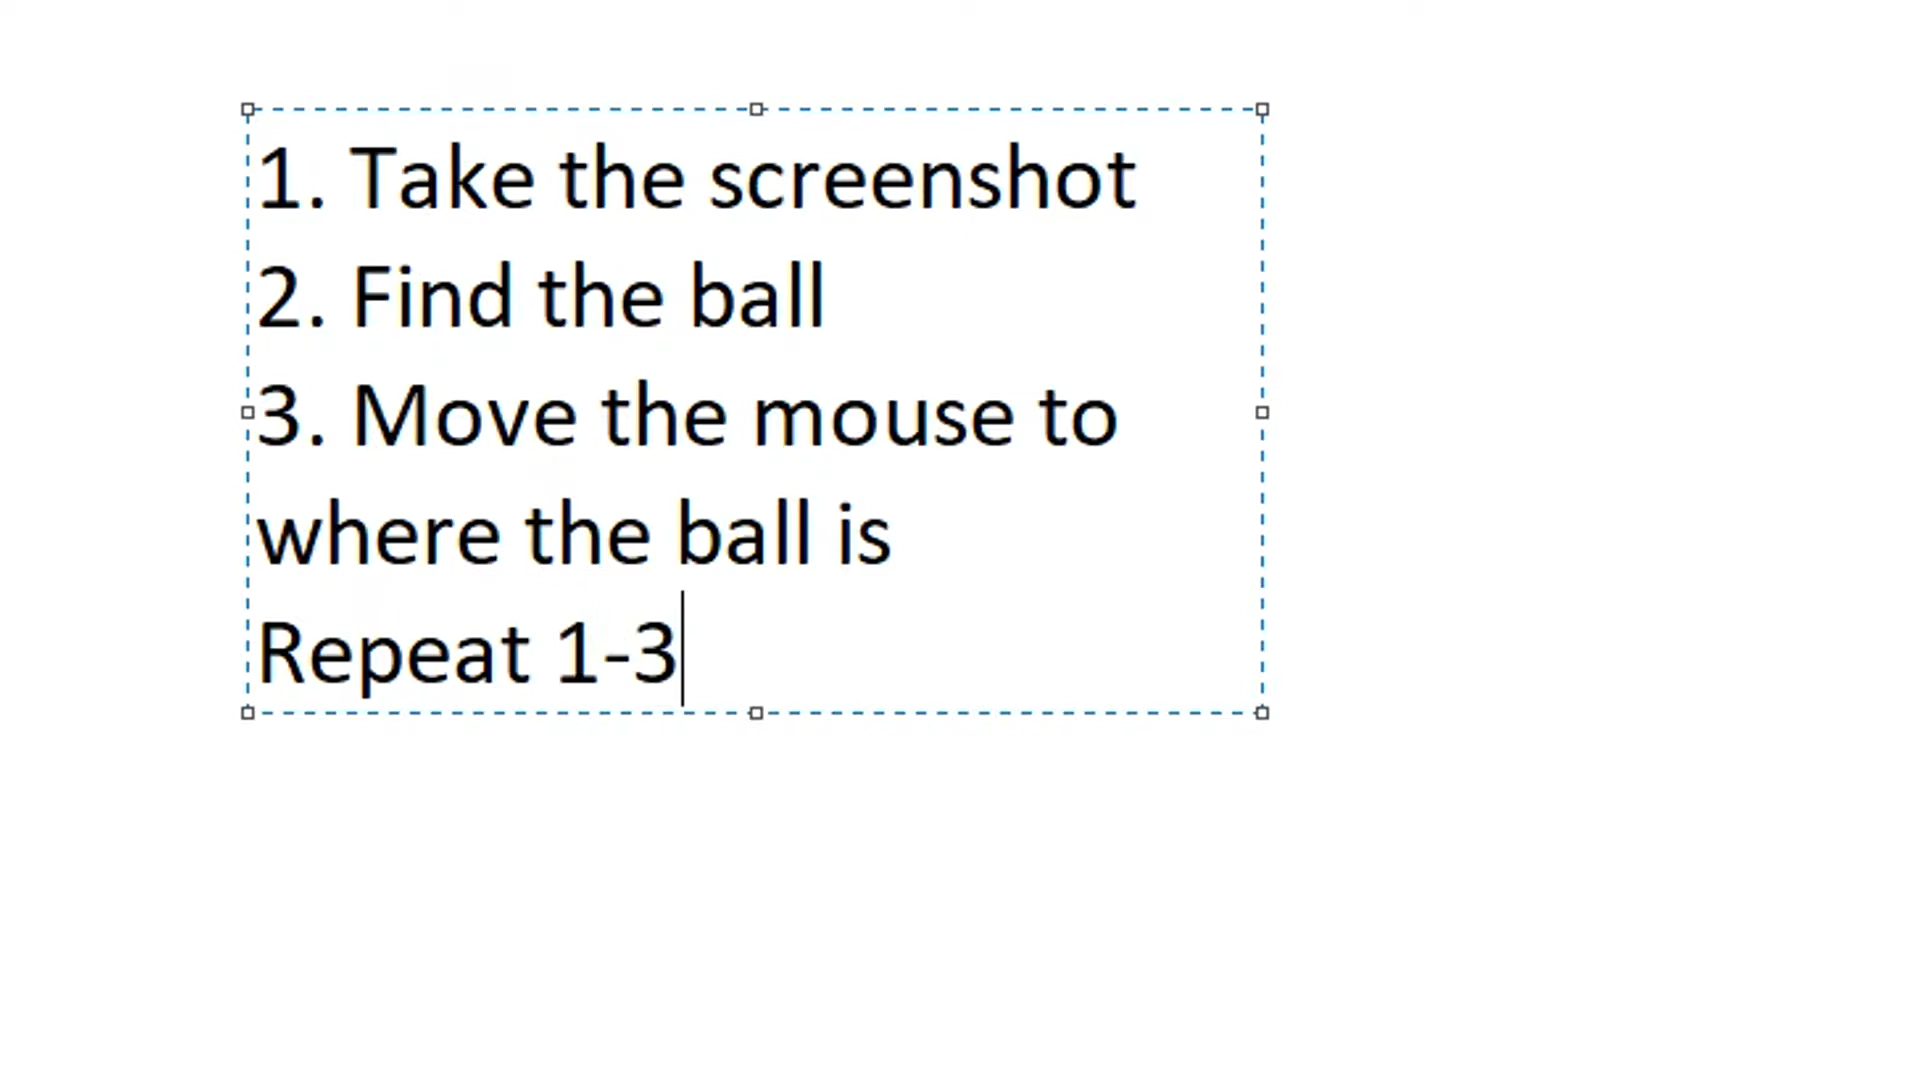 1. Take the screenshot
2. Find the ball
3. Move the mouse to
where the ball is
Repeat 1-3